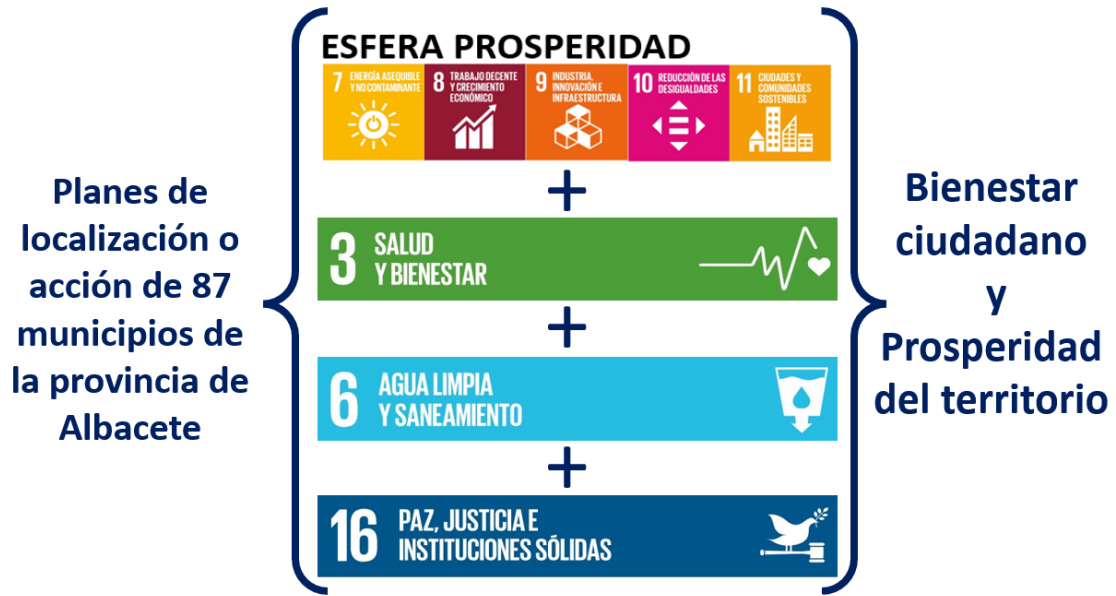 Planes de
localización o
acción de 87
municipios de
la provincia de
Albacete
ESFERA PROSPERIDAD
7 ENERGÍA ASEQUIBLE
Y NO CONTAMINANTE
8 TRABAJO DECENTE
Y CRECIMIENTO
ECONÓMICO
9 INDUSTRIA,
INNOVACIÓN E
INFRAESTRUCTURA
10 REDUCCIÓN DE LAS
DESIGUALDADES
11 CIUDADES Y
COMUNIDADES
SOSTENIBLES
+
3 SALUD
Y BIENESTAR
+
6 AGUA LIMPIA
Y SANEAMIENTO
+
16 PAZ, JUSTICIA E
INSTITUCIONES SÓLIDAS
Bienestar
ciudadano
y
Prosperidad
del territorio